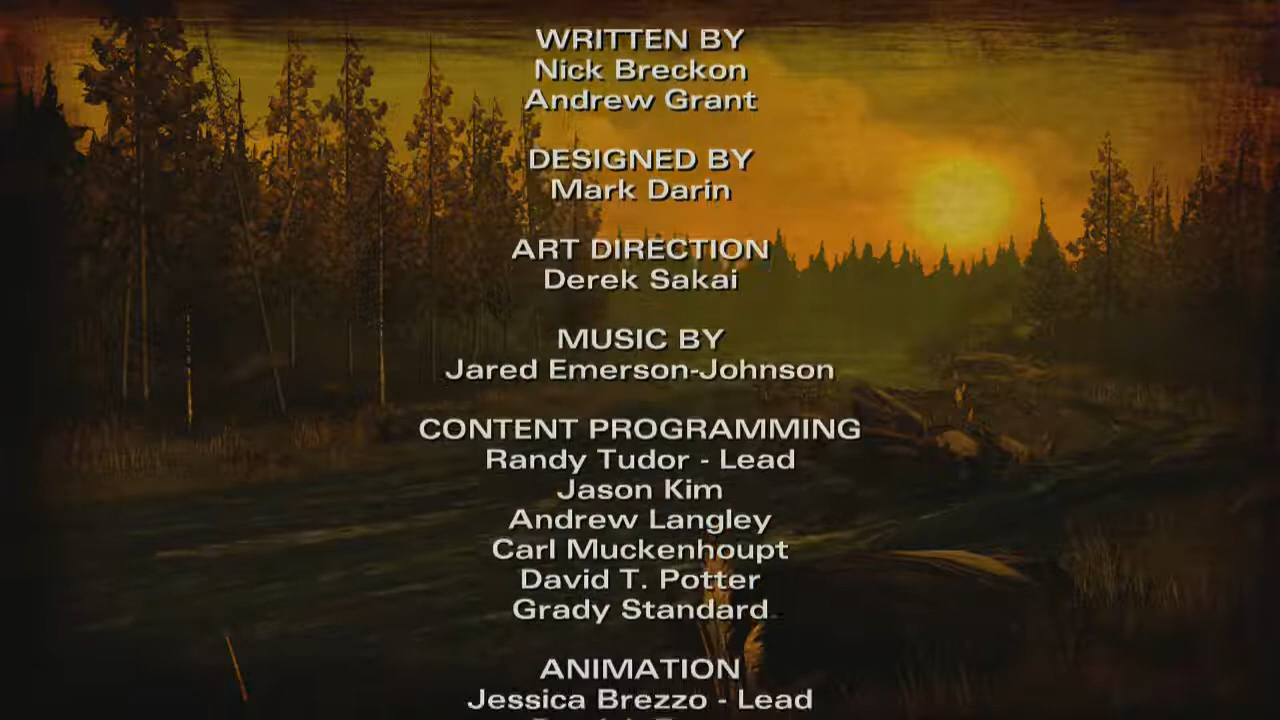 WRITTEN BY
Nick Breckon
Andrew Grant
DESIGNED BY
Mark Darin
ART DIRECTION
Derek Sakai
MUSIC BY
Jared Emerson-Johnson
CONTENT PROGRAMMING
Randy Tudor - Lead
Jason Kim
Andrew Langley
Carl Muckenhoupt
David T. Potter
Grady Standard
ANIMATION
Jessica Brezzo - Lead